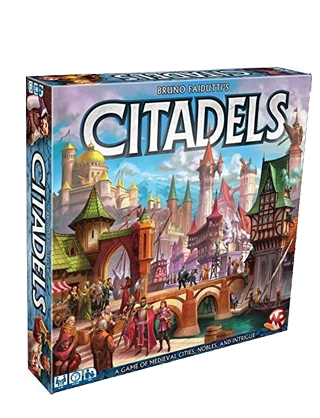 BRUNO FAIDUTTI'S
CITADELS
CITADELS
A GAME OF MEDIEVAL CITIES, NOBLES, AND INTRIGUE